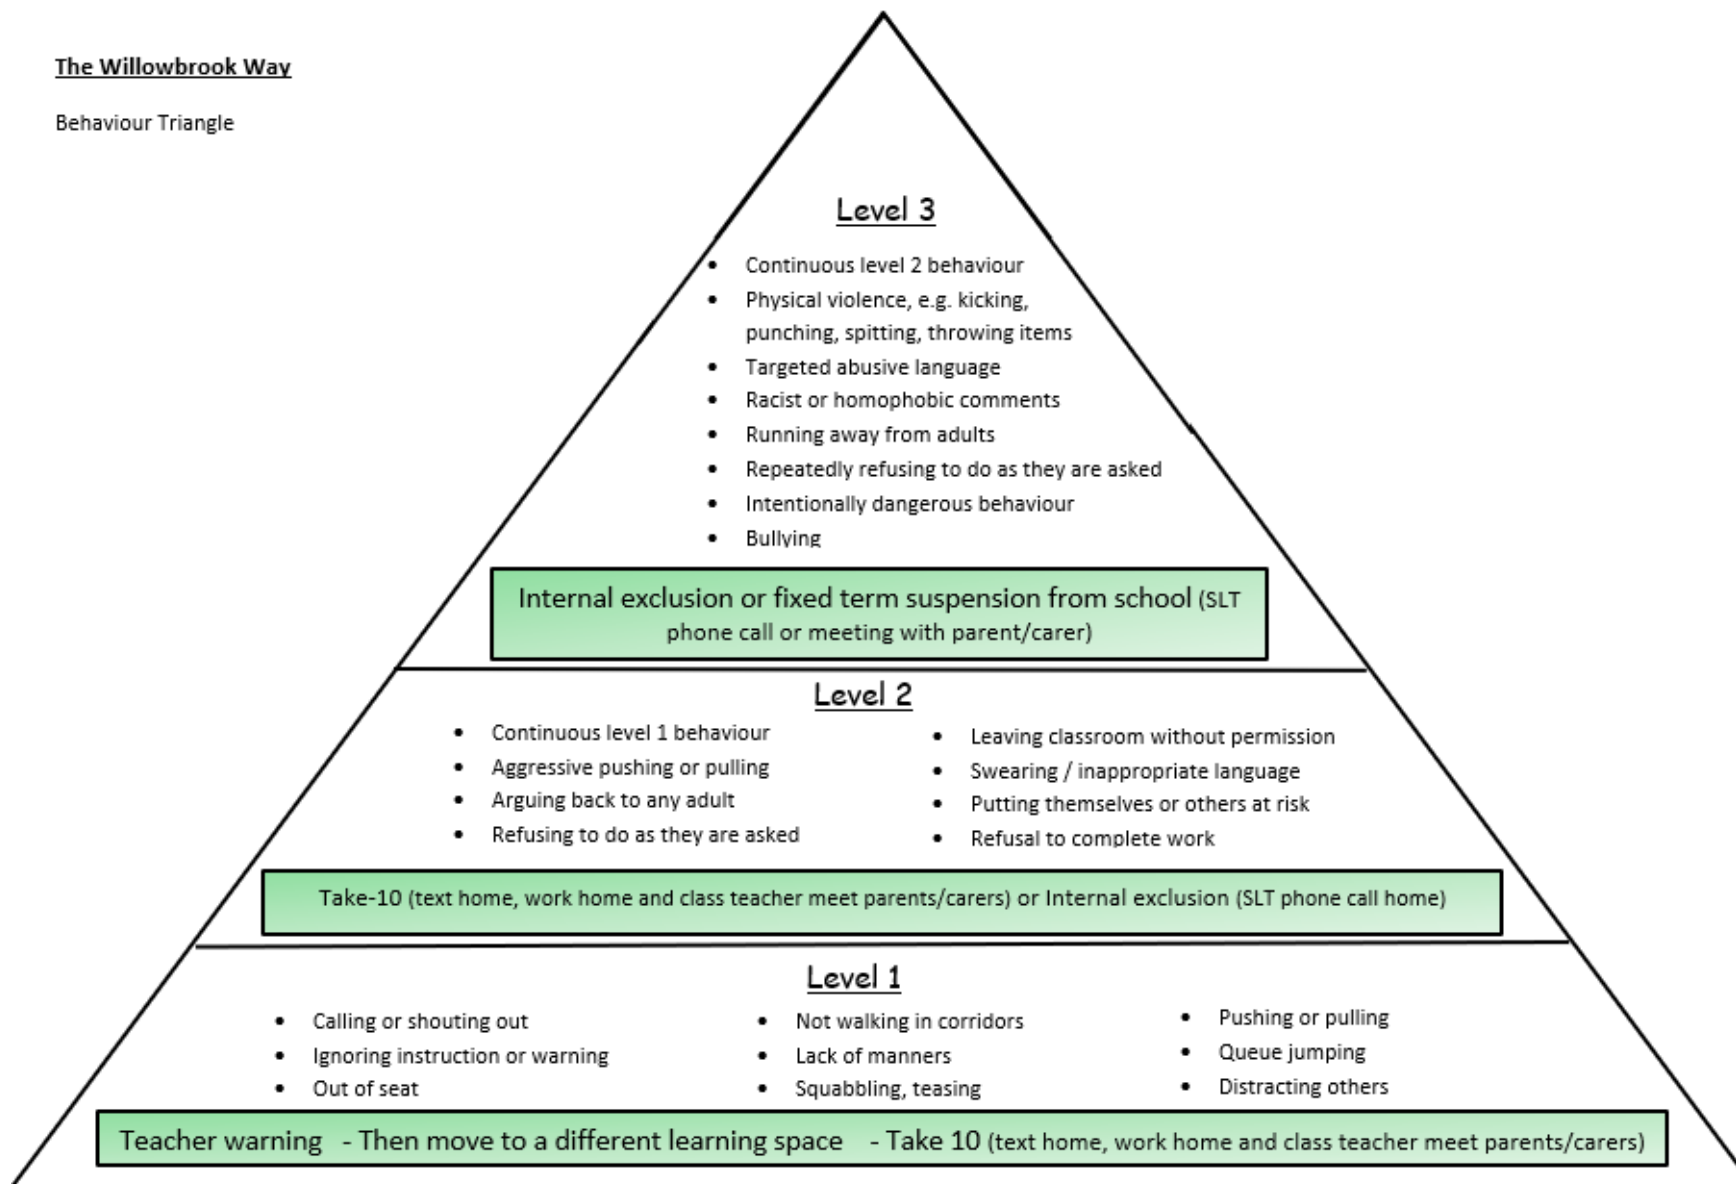 The Willowbrook Way
Behaviour Triangle
Level 3
• Continuous level 2 behaviour
• Physical violence, e.g. kicking,
punching, spitting, throwing items
• Targeted abusive language
• Racist or homophobic comments
• Running away from adults
• Repeatedly refusing to do as they are asked
• Intentionally dangerous behaviour
• Bullying
Internal exclusion or fixed term suspension from school (SLT
phone call or meeting with parent/carer)
Level 2
• Continuous level 1 behaviour
• Aggressive pushing or pulling
• Arguing back to any adult
• Refusing to do as they are asked
• Leaving classroom without permission
• Swearing / inappropriate language
• Putting themselves or others at risk
• Refusal to complete work
Take-10 (text home, work home and class teacher meet parents/carers) or Internal exclusion (SLT phone call home)
Level 1
• Calling or shouting out
• Ignoring instruction or warning
• Out of seat
• Not walking in corridors
• Lack of manners
• Squabbling, teasing
• Pushing or pulling
• Queue jumping
• Distracting others
Teacher warning - Then move to a different learning space - Take 10 (text home, work home and class teacher meet parents/carers)